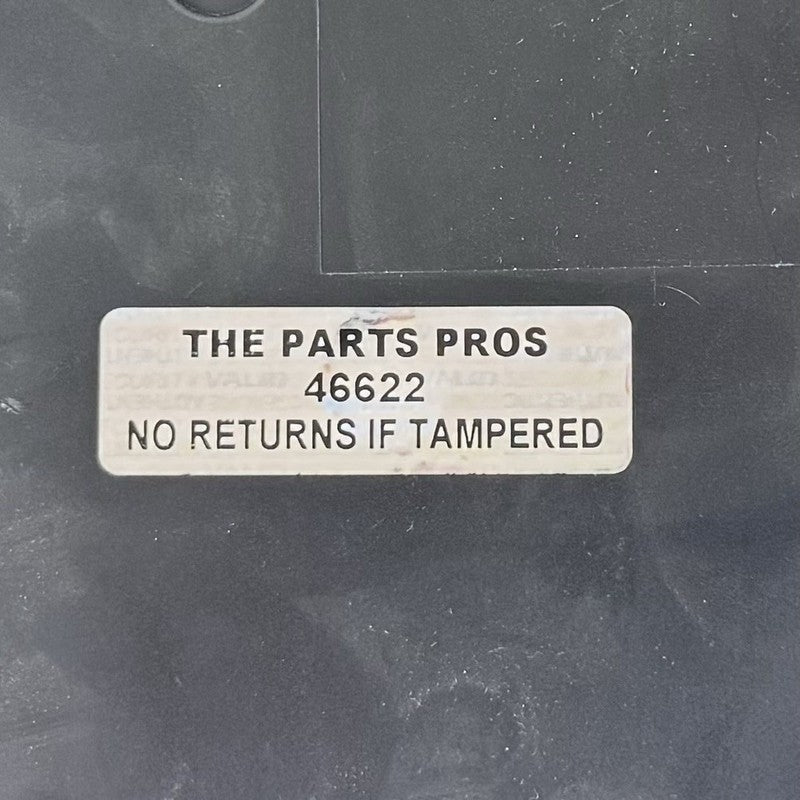 THE PARTS PROS
46622
NO RETURNS IF TAMPERED